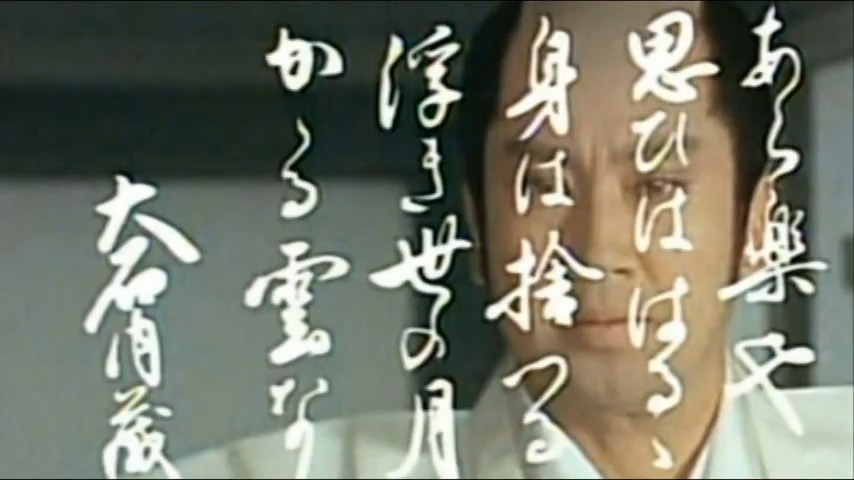 あら楽や
思ひははるゝ
身は捨つる
浮き世の月
かゝる雲なし
大石内蔵